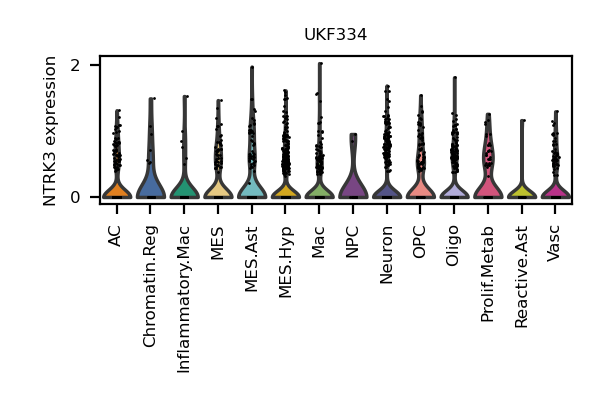 UKF334
NTRK3 expression
2
0
AC
Chromatin.Reg
Inflammatory.Mac
MES
MES.Ast
MES.Hyp
Mac
NPC
Neuron
OPC
Oligo
Prolif.Metab
Reactive.Ast
Vasc